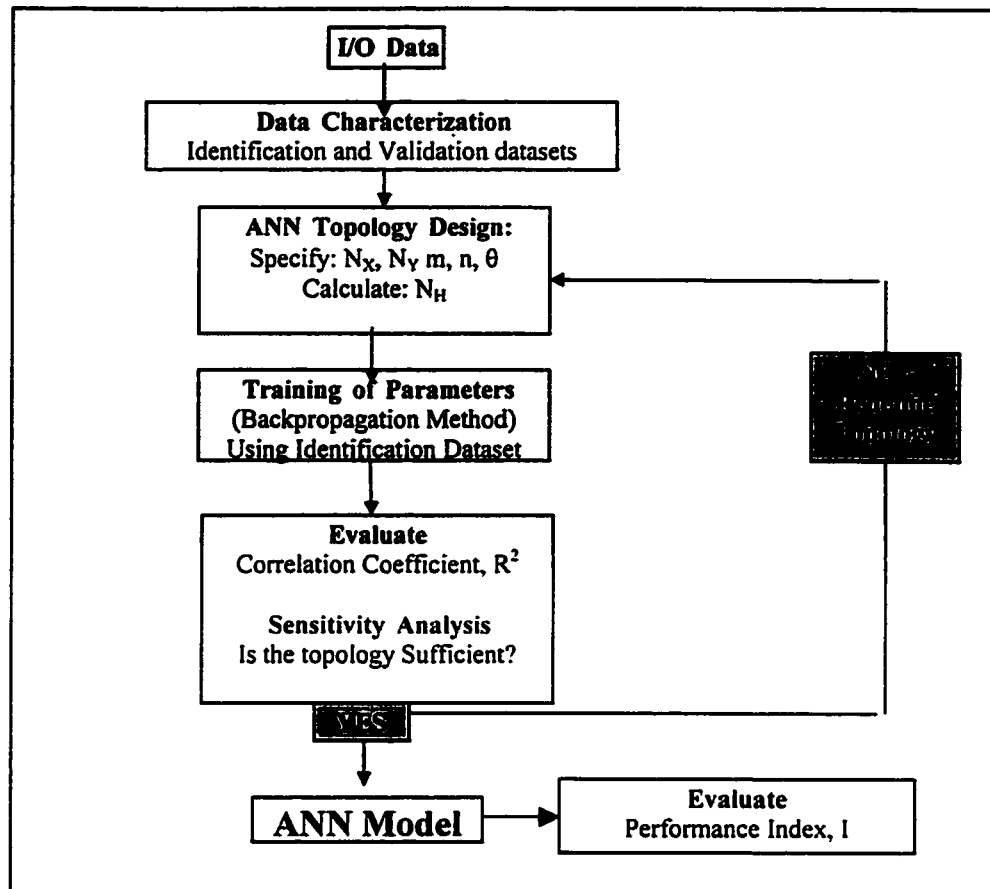 I/O Data
Data Characterization
Identification and Validation datasets
ANN Topology Design:
Specify: N_X, N_Y m, n, θ
Calculate: N_H
Training of Parameters
(Backpropagation Method)
Using Identification Dataset
Evaluate
Correlation Coefficient, R²
Sensitivity Analysis
Is the topology Sufficient?
YES
ANN Model
Evaluate
Performance Index, I
Topology